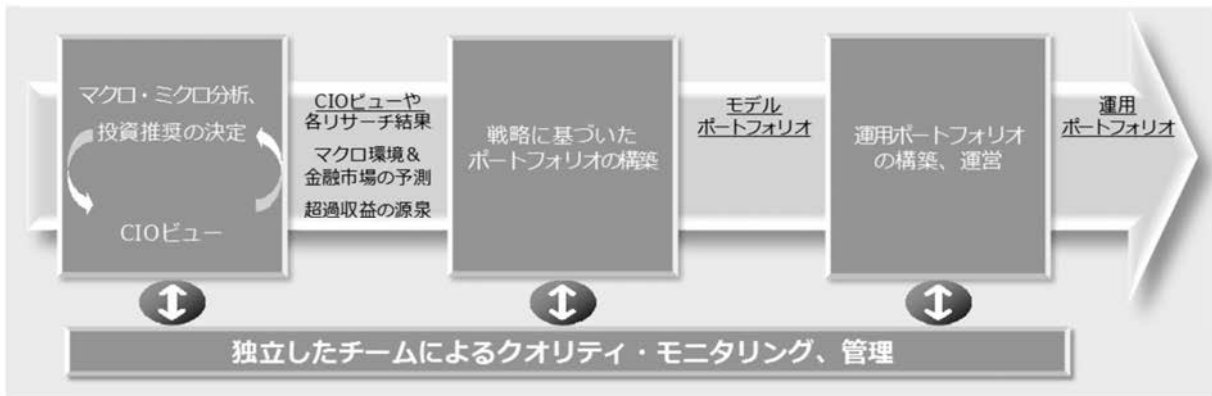 マクロ・ミクロ分析、
投資推奨の決定
CIOビュー
CIOビューや
各リサーチ結果
マクロ環境＆
金融市場の予測
超過収益の源泉
戦略に基づいた
ポートフォリオの構築
モデル
ポートフォリオ
運用ポートフォリオ
の構築、運営
運用
ポートフォリオ
独立したチームによるクオリティ・モニタリング、管理